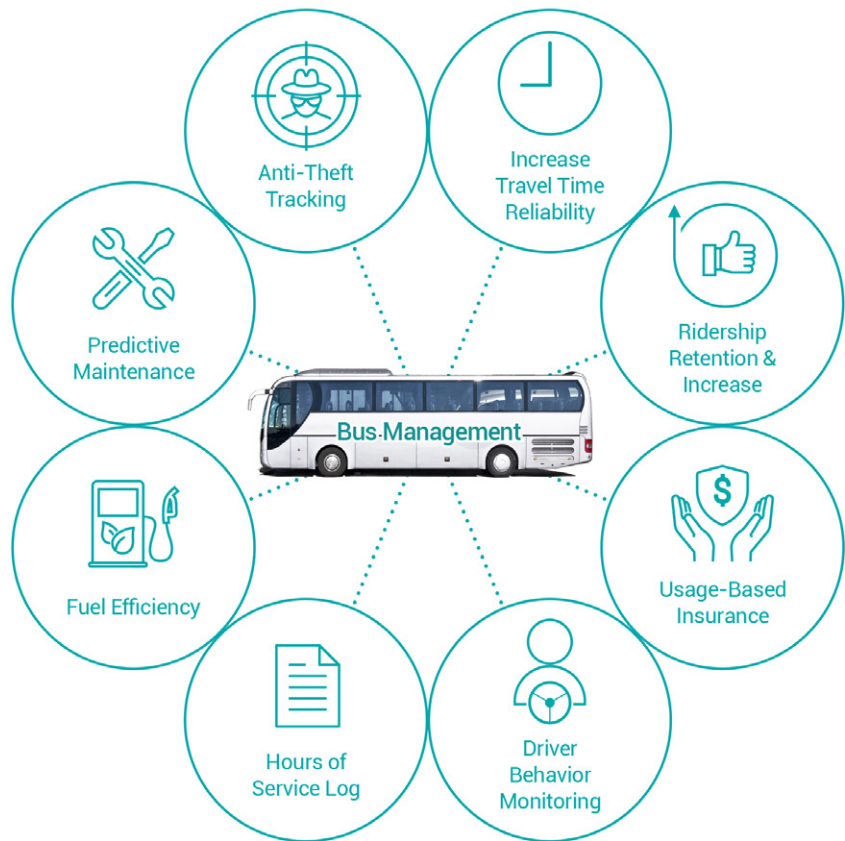 Anti-Theft
Tracking
Increase
Travel Time
Reliability
Predictive
Maintenance
Ridership
Retention &
Increase
Bus Management
Fuel Efficiency
$
Usage-Based
Insurance
Hours of
Service Log
Driver
Behavior
Monitoring